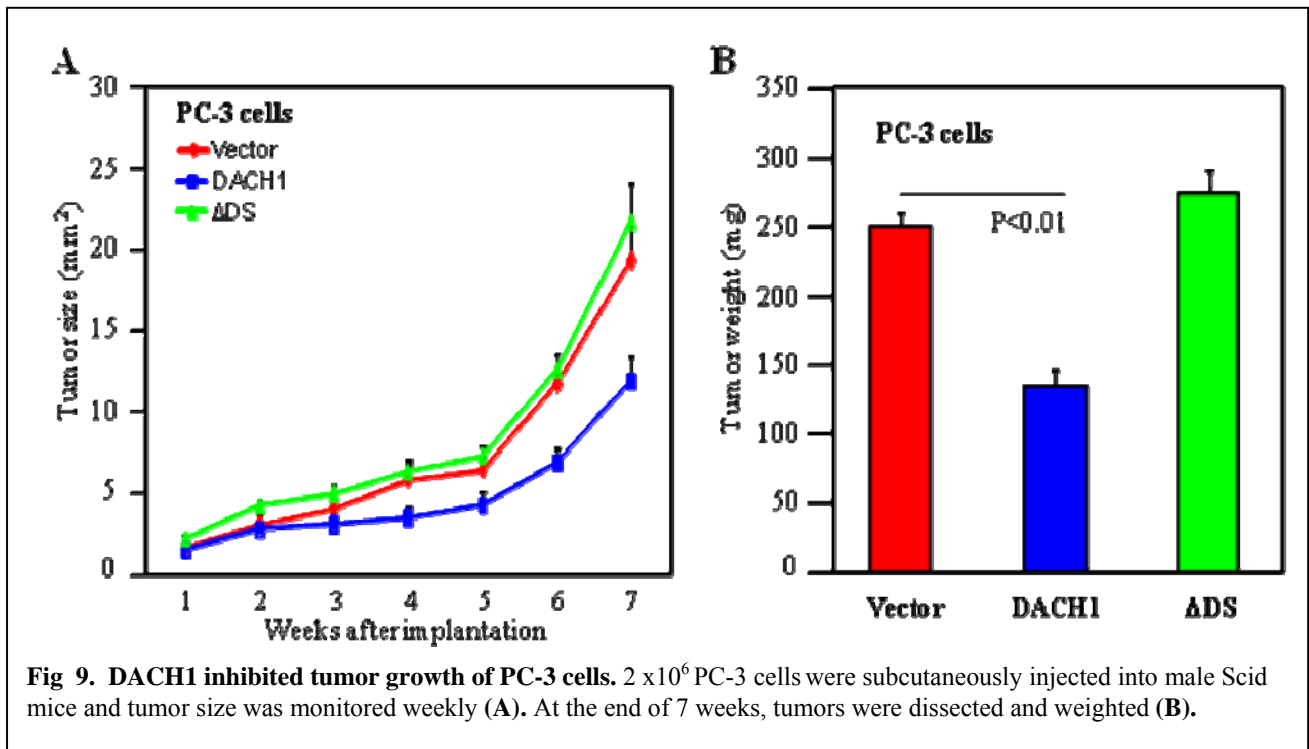 A
30
25
20
15
10
5
0
Tumor size (mm²)
PC-3 cells
Vector
DACH1
ΔDS
1 2 3 4 5 6 7
Weeks after implantation
B
350
300
250
200
150
100
50
0
Tumor weight (mg)
PC-3 cells
P<0.01
Vector DACH1 ΔDS
Fig 9. DACH1 inhibited tumor growth of PC-3 cells. 2 x10⁶ PC-3 cells were subcutaneously injected into male Scid
mice and tumor size was monitored weekly (A). At the end of 7 weeks, tumors were dissected and weighted (B).